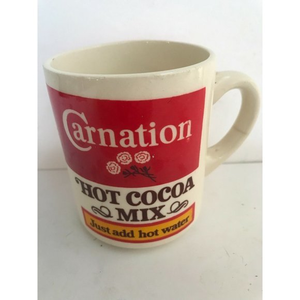 Carnation
HOT COCOA
MIX
Just add hot water